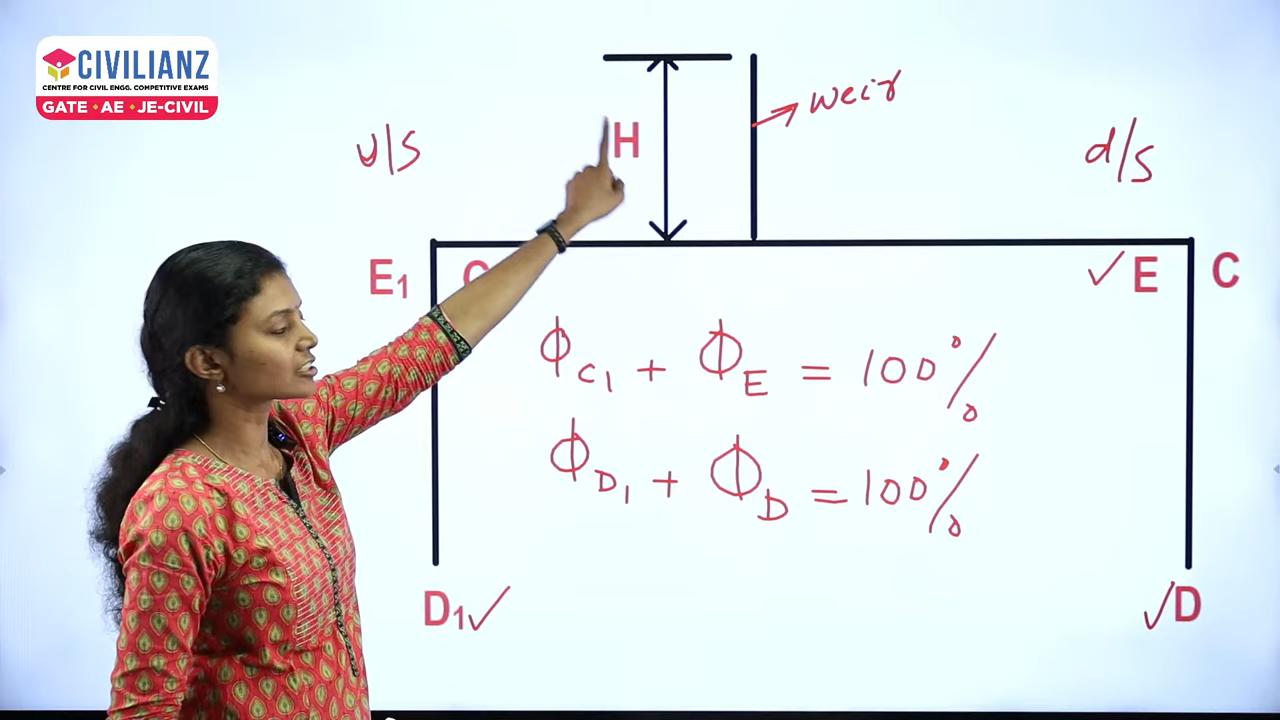 CIVILIANZ
CENTRE FOR CIVIL ENGG. COMPETITIVE EXAMS
GATE • AE • JE-CIVIL
weir
U/S
H
d/S
E1
✓ E
C
ϕC1 + ϕE = 100%
ϕD1 + ϕD = 100%
D1✓
✓D